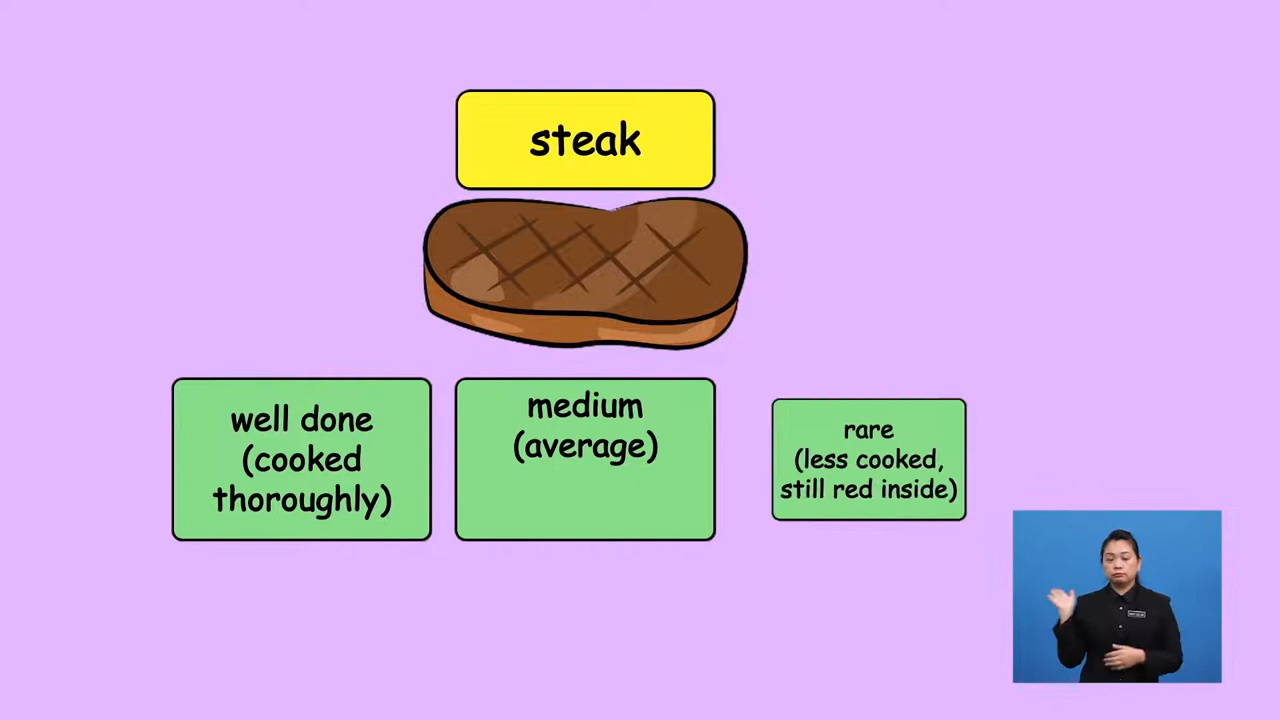 steak
well done
(cooked
thoroughly)
medium
(average)
rare
(less cooked,
still red inside)